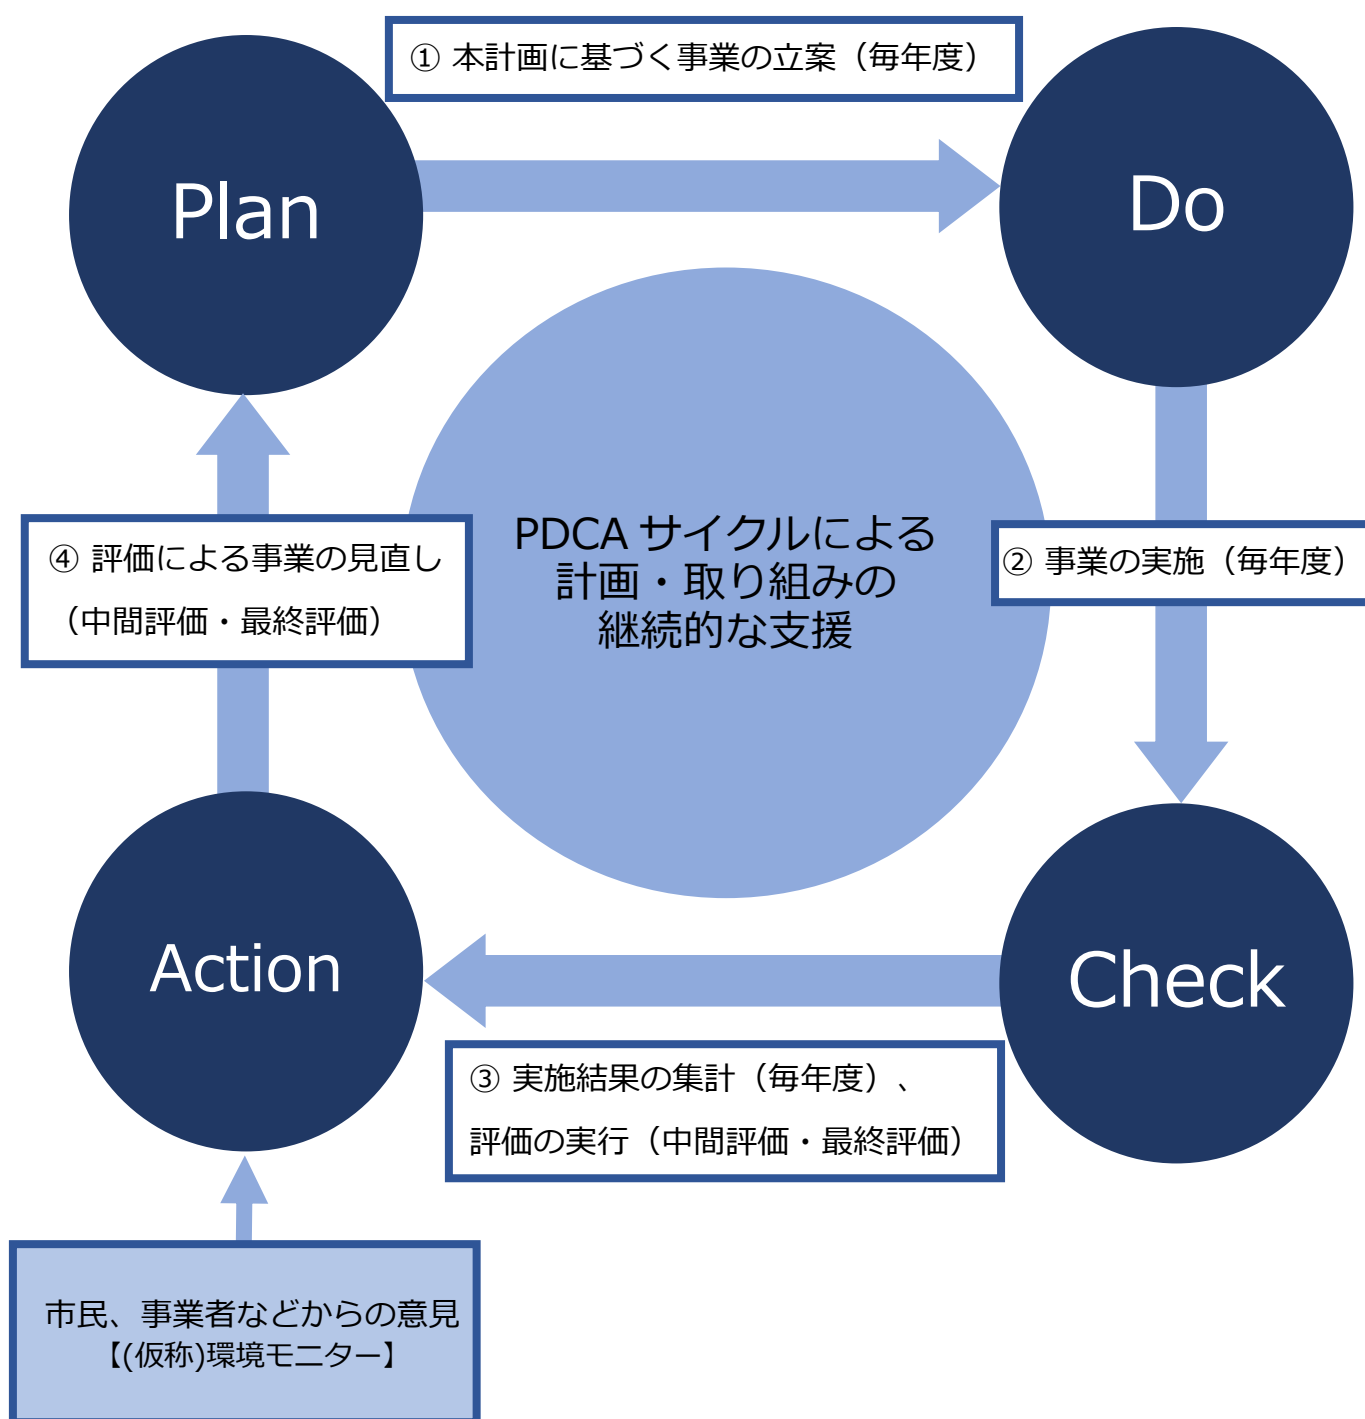 ① 本計画に基づく事業の立案（毎年度）
Plan
Do
PDCA サイクルによる
計画・取り組みの
継続的な支援
④ 評価による事業の見直し
（中間評価・最終評価）
② 事業の実施（毎年度）
Action
Check
③ 実施結果の集計（毎年度）、
評価の実行（中間評価・最終評価）
市民、事業者などからの意見
【(仮称)環境モニター】